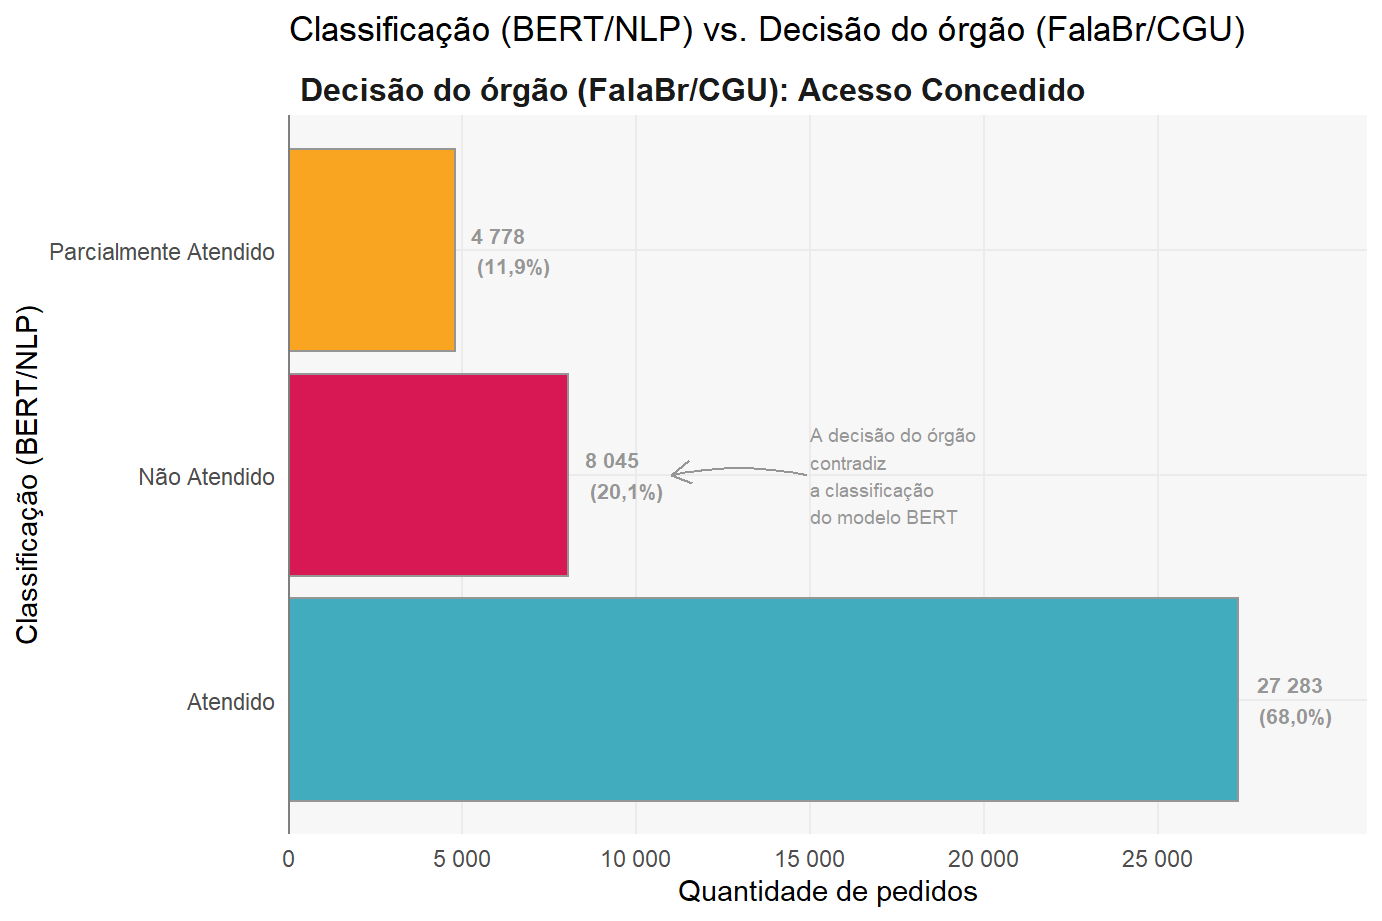 Classificação (BERT/NLP) vs. Decisão do órgão (FalaBr/CGU)
Decisão do órgão (FalaBr/CGU): Acesso Concedido
Classificação (BERT/NLP)
Parcialmente Atendido
4 778
(11,9%)
Não Atendido
8 045
(20,1%)
A decisão do órgão
contradiz
a classificação
do modelo BERT
Atendido
27 283
(68,0%)
0
5 000
10 000
15 000
20 000
25 000
Quantidade de pedidos